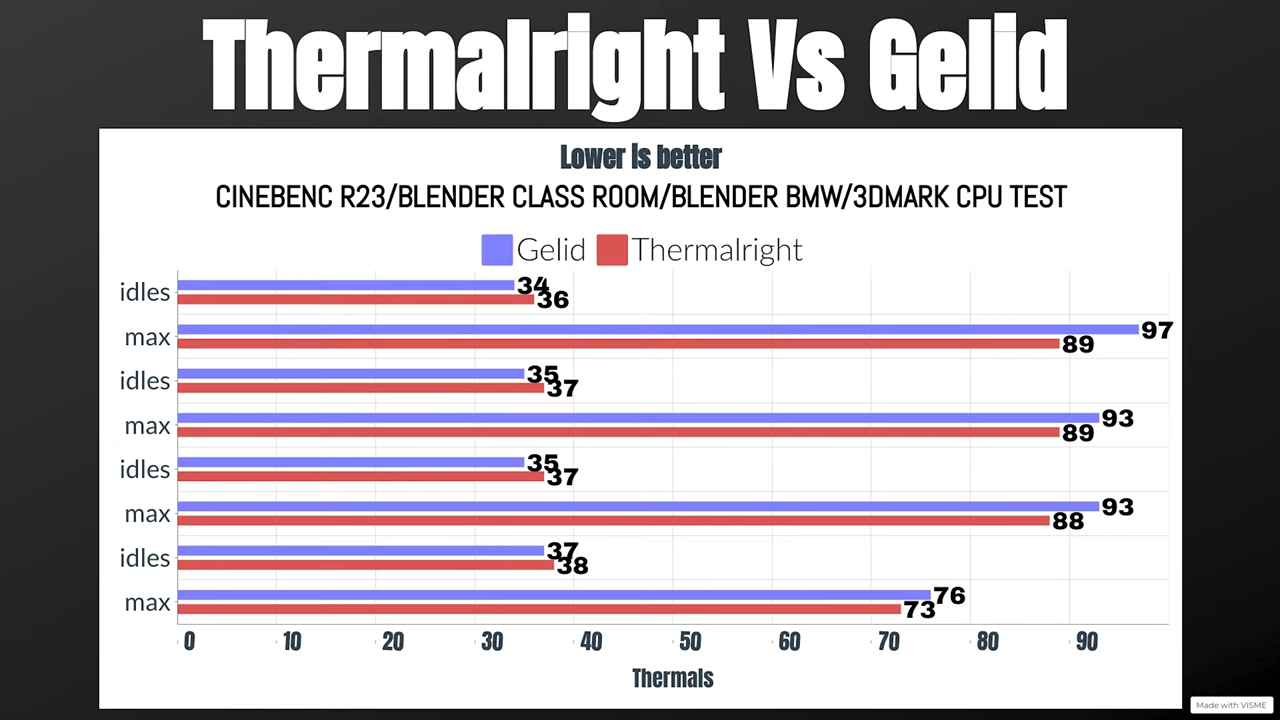 Thermalright Vs Gelid
Lower is better
CINEBENC R23/BLENDER CLASS ROOM/BLENDER BMW/3DMARK CPU TEST
Gelid Thermalright
idles 34
36
max 97
89
idles 35
37
max 93
89
idles 35
37
max 93
88
idles 37
38
max 76
73
0 10 20 30 40 50 60 70 80 90
Thermals
Made with VISME